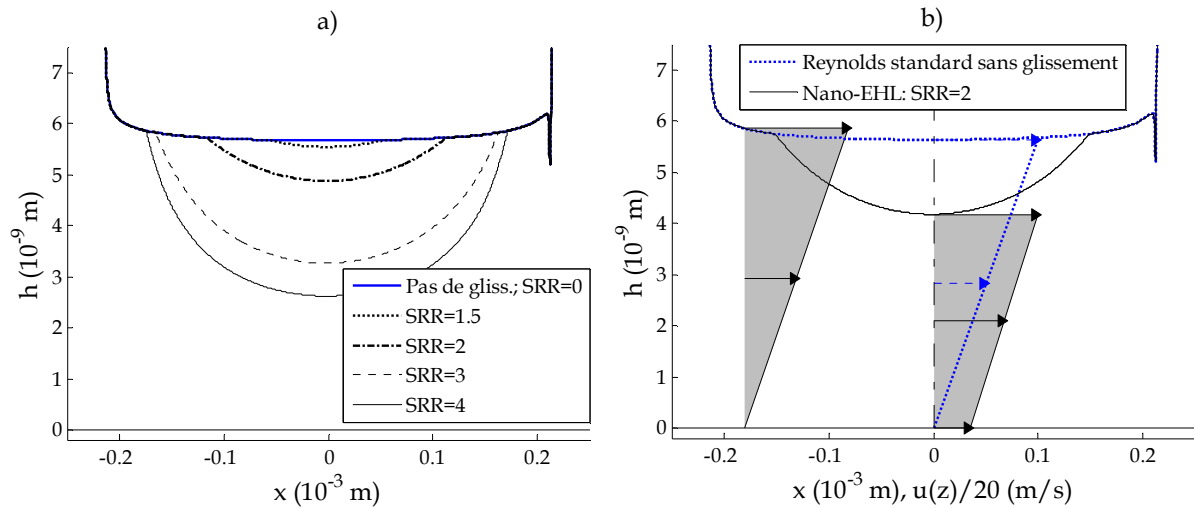 a)
7
6
5
4
3
2
1
0
h (10⁻⁹ m)
Pas de gliss.; SRR=0
SRR=1.5
SRR=2
SRR=3
SRR=4
-0.2
-0.1
0
0.1
0.2
x (10⁻³ m)
b)
7
6
5
4
3
2
1
0
h (10⁻⁹ m)
Reynolds standard sans glissement
Nano-EHL: SRR=2
-0.2
-0.1
0
0.1
0.2
x (10⁻³ m), u(z)/20 (m/s)